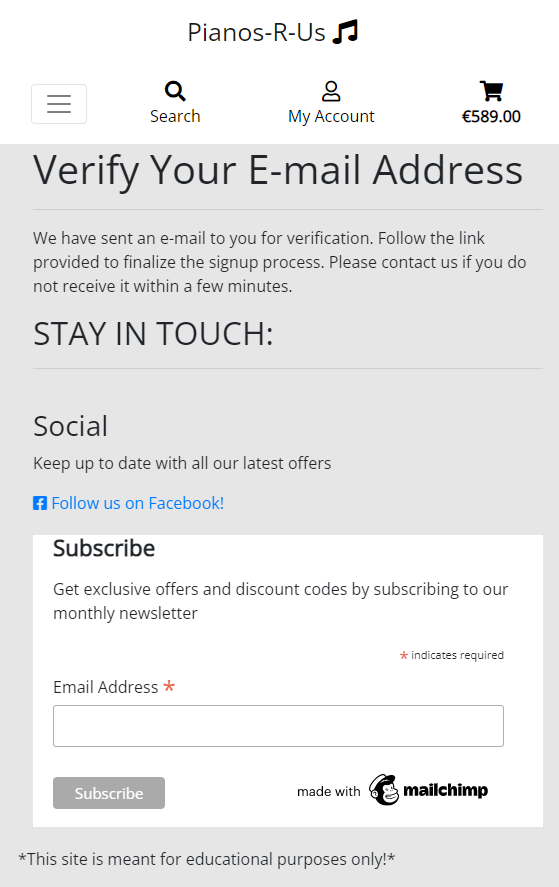 Pianos-R-Us
Search
My Account
€589.00
Verify Your E-mail Address
We have sent an e-mail to you for verification. Follow the link
provided to finalize the signup process. Please contact us if you do
not receive it within a few minutes.
STAY IN TOUCH:
Social
Keep up to date with all our latest offers
Follow us on Facebook!
Subscribe
Get exclusive offers and discount codes by subscribing to our
monthly newsletter
* indicates required
Email Address *
Subscribe
made with mailchimp
*This site is meant for educational purposes only!*